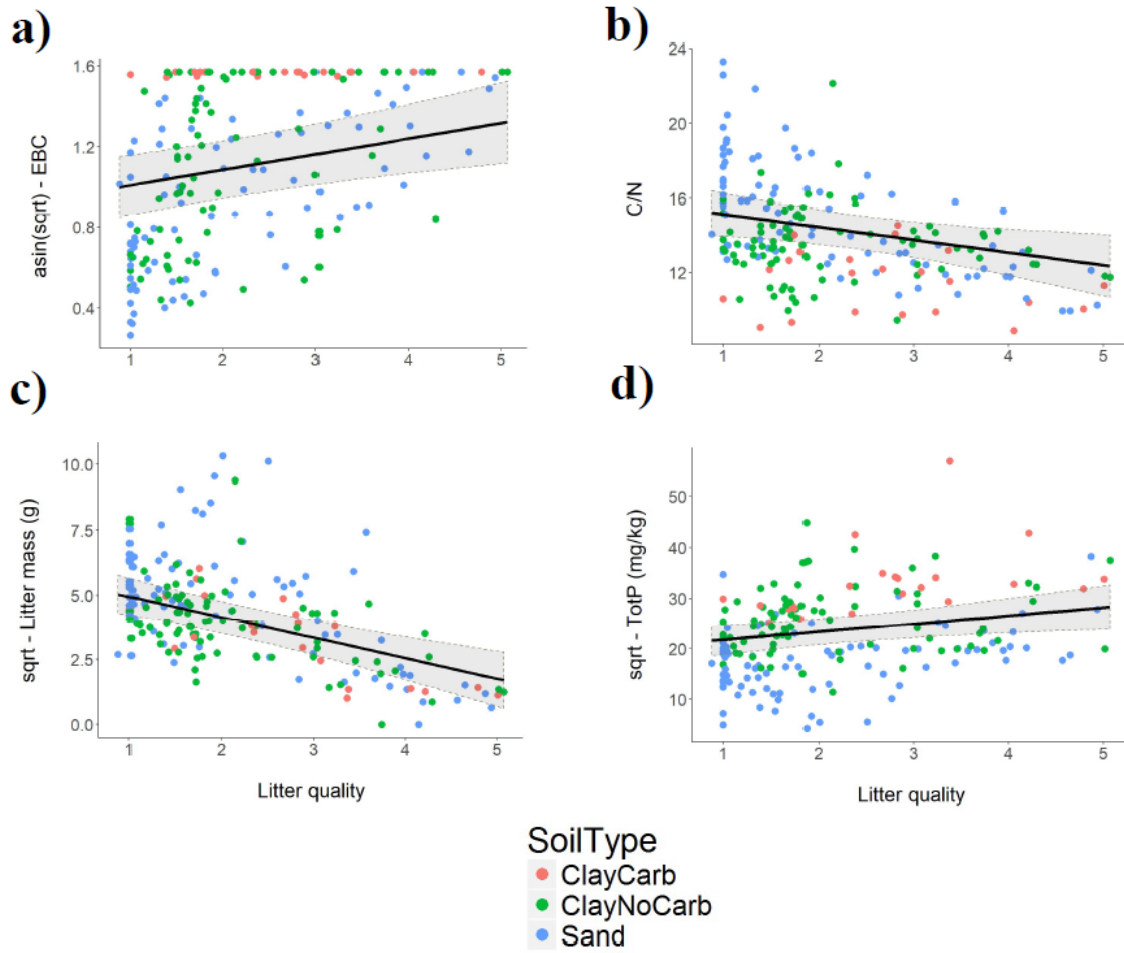 a)
asin(sqrt) - EBC
1.6
1.2
0.8
0.4
1 2 3 4 5
b)
C/N
24
20
16
12
1 2 3 4 5
c)
sqrt - Litter mass (g)
10.0
7.5
5.0
2.5
0.0
1 2 3 4 5
Litter quality
d)
sqrt - TotP (mg/kg)
50
40
30
20
10
1 2 3 4 5
Litter quality
SoilType
ClayCarb
ClayNoCarb
Sand